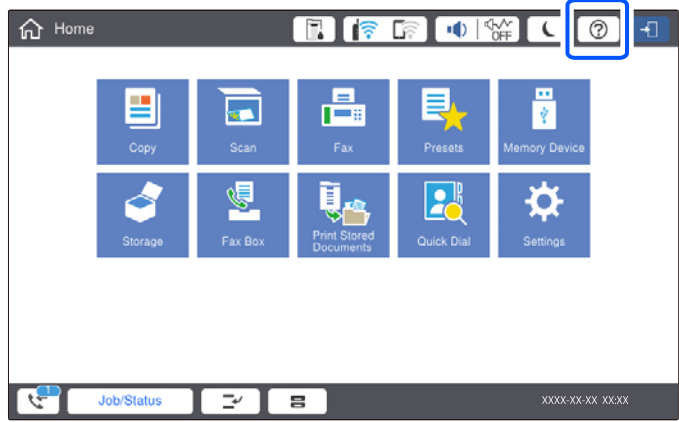 Home
OFF
?
Copy
Scan
Fax
Presets
Memory Device
Storage
Fax Box
Print Stored
Documents
Quick Dial
Settings
1
Job/Status
XXXX-XX-XX XX:XX